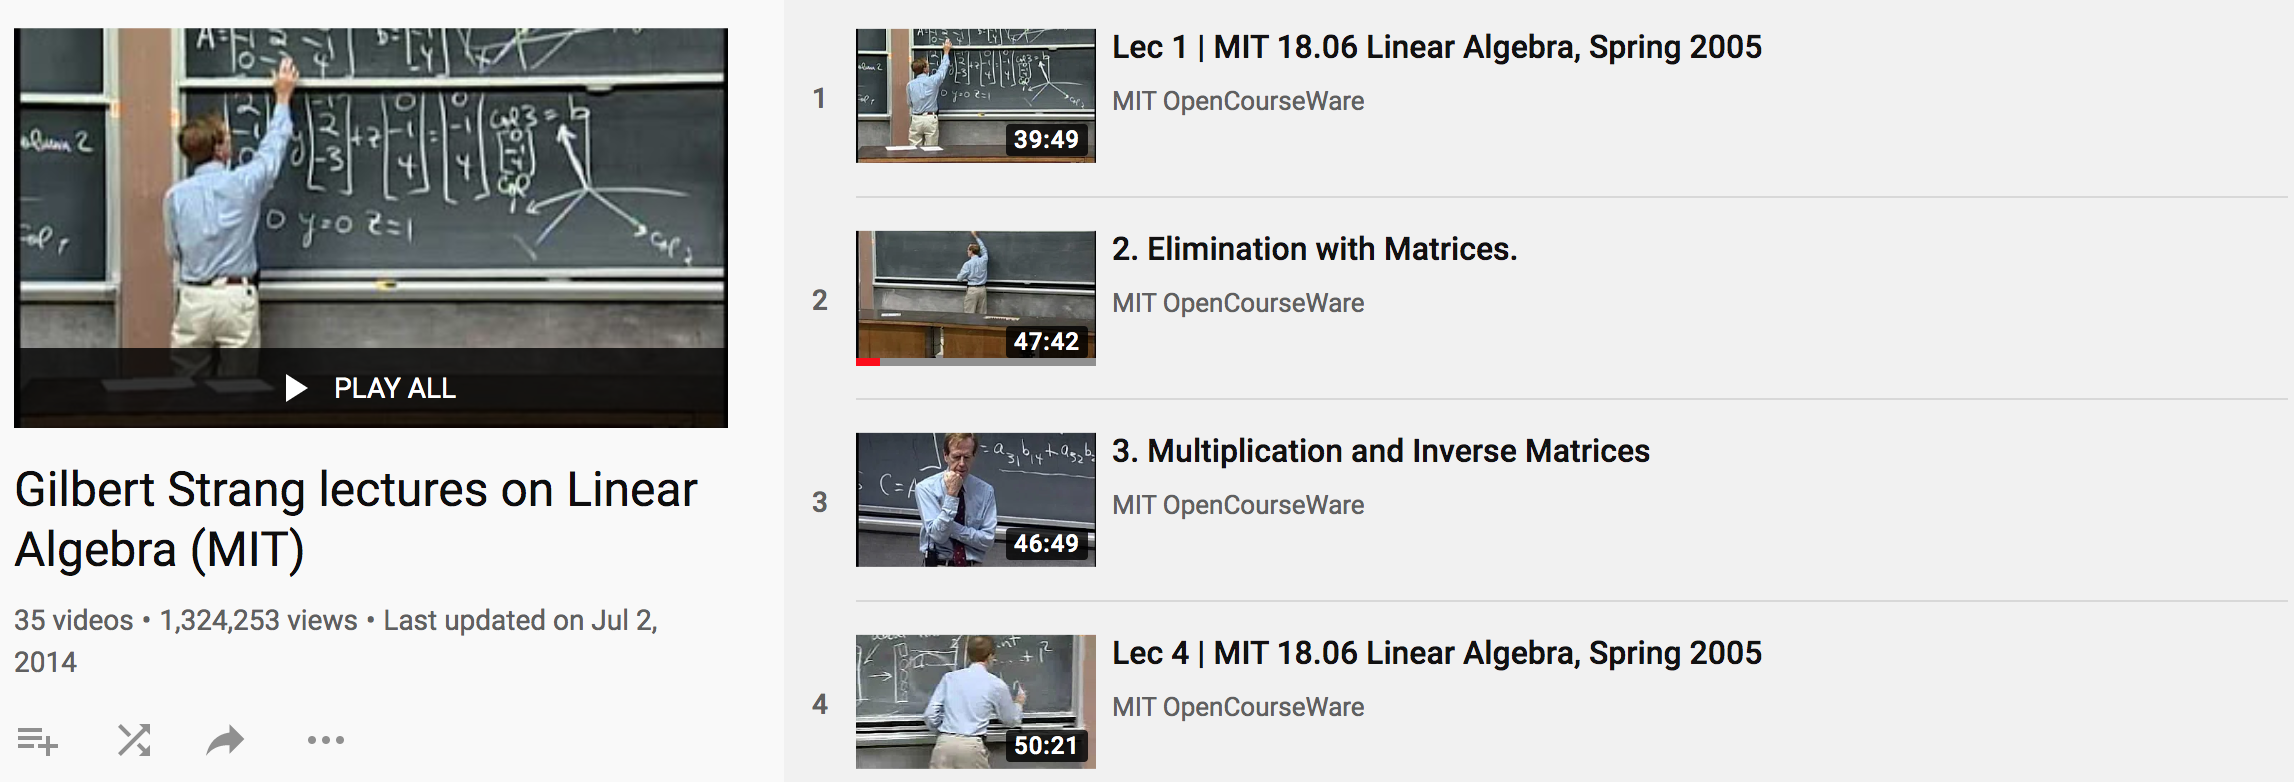 PLAY ALL
Gilbert Strang lectures on Linear
Algebra (MIT)
35 videos • 1,324,253 views • Last updated on Jul 2,
2014
1
39:49
Lec 1 | MIT 18.06 Linear Algebra, Spring 2005
MIT OpenCourseWare
2
47:42
2. Elimination with Matrices.
MIT OpenCourseWare
3
46:49
3. Multiplication and Inverse Matrices
MIT OpenCourseWare
4
50:21
Lec 4 | MIT 18.06 Linear Algebra, Spring 2005
MIT OpenCourseWare